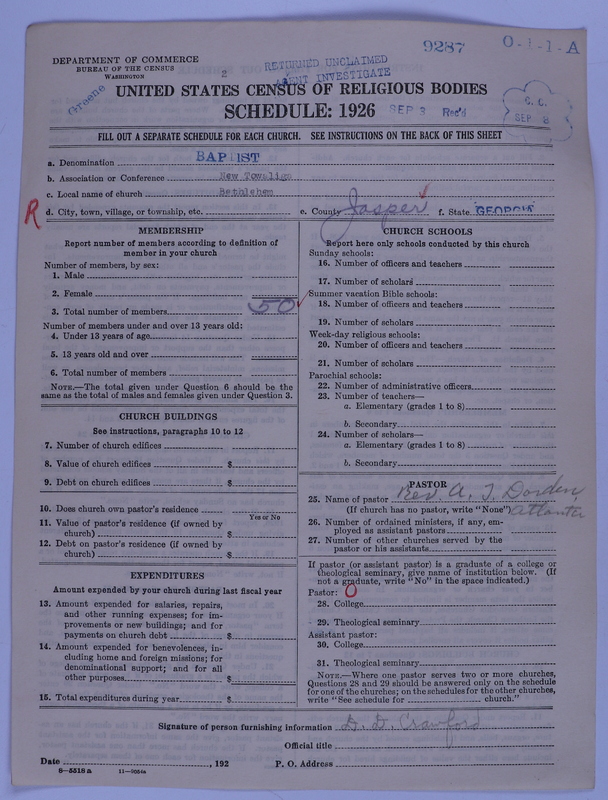 9287 O-1-1-A
DEPARTMENT OF COMMERCE
BUREAU OF THE CENSUS
WASHINGTON
2
RETURNED UNCLAIMED
AGENT INVESTIGATE
Greene
UNITED STATES CENSUS OF RELIGIOUS BODIES
SCHEDULE: 1926
SEP 3 Rec'd
C. C.
SEP 8
FILL OUT A SEPARATE SCHEDULE FOR EACH CHURCH. SEE INSTRUCTIONS ON THE BACK OF THIS SHEET
a. Denomination BAPTIST
b. Association or Conference New
c. Local name of church Bethlehem
R d. City, town, village, or township, etc. e. County Jasper f. State GEORGIA
MEMBERSHIP
Report number of members according to definition of
member in your church
Number of members, by sex:
1. Male
2. Female
3. Total number of members 50
Number of members under and over 13 years old:
4. Under 13 years of age
5. 13 years old and over
6. Total number of members
NOTE.—The total given under Question 6 should be the
same as the total of males and females given under Question 3.
CHURCH BUILDINGS
See instructions, paragraphs 10 to 12
7. Number of church edifices
8. Value of church edifices $
9. Debt on church edifices $
10. Does church own pastor's residence
Yes or No
11. Value of pastor's residence (if owned by
church) $
12. Debt on pastor's residence (if owned by
church) $
EXPENDITURES
Amount expended by your church during last fiscal year
13. Amount expended for salaries, repairs,
and other running expenses; for im-
provements or new buildings; and for
payments on church debt $
14. Amount expended for benevolences, in-
cluding home and foreign missions; for
denominational support; and for all
other purposes $
15. Total expenditures during year $
CHURCH SCHOOLS
Report here only schools conducted by this church
Sunday schools:
16. Number of officers and teachers
17. Number of scholars
Summer vacation Bible schools:
18. Number of officers and teachers
19. Number of scholars
Week-day religious schools:
20. Number of officers and teachers
21. Number of scholars
Parochial schools:
22. Number of administrative officers
23. Number of teachers—
a. Elementary (grades 1 to 8)
b. Secondary
24. Number of scholars—
a. Elementary (grades 1 to 8)
b. Secondary
PASTOR
25. Name of pastor Rev. A. T. Dorden
(If church has no pastor, write "None") Atlanta
26. Number of ordained ministers, if any, em-
ployed as assistant pastors
27. Number of other churches served by the
pastor or his assistants
If pastor (or assistant pastor) is a graduate of a college or
theological seminary, give name of institution below. (If
not a graduate, write "No" in the space indicated.)
Pastor: O
28. College
29. Theological seminary
Assistant pastor:
30. College
31. Theological seminary
NOTE.—Where one pastor serves two or more churches,
Questions 28 and 29 should be answered only on the schedule
for one of the churches; on the schedules for the other churches,
write "See schedule for church."
Signature of person furnishing information D. D. Crawford
Official title
Date , 192 P. O. Address
8—5518a 11—9054a